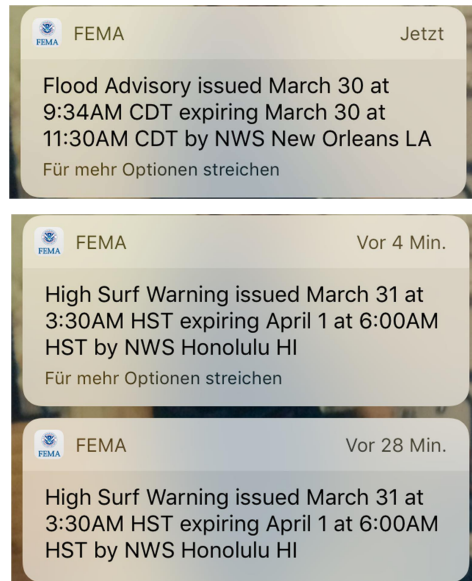 FEMA
FEMA Jetzt
Flood Advisory issued March 30 at
9:34AM CDT expiring March 30 at
11:30AM CDT by NWS New Orleans LA
Für mehr Optionen streichen
FEMA
FEMA Vor 4 Min.
High Surf Warning issued March 31 at
3:30AM HST expiring April 1 at 6:00AM
HST by NWS Honolulu HI
Für mehr Optionen streichen
FEMA
FEMA Vor 28 Min.
High Surf Warning issued March 31 at
3:30AM HST expiring April 1 at 6:00AM
HST by NWS Honolulu HI